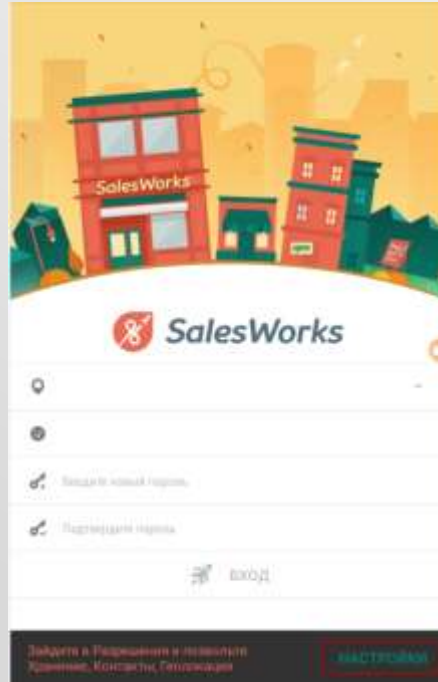 SalesWorks
SalesWorks
Введите новый пароль
Подтвердите пароль
ВХОД
Зайдите в Разрешения и позвольте
Хранение, Контакты, Геолокация
НАСТРОЙКИ